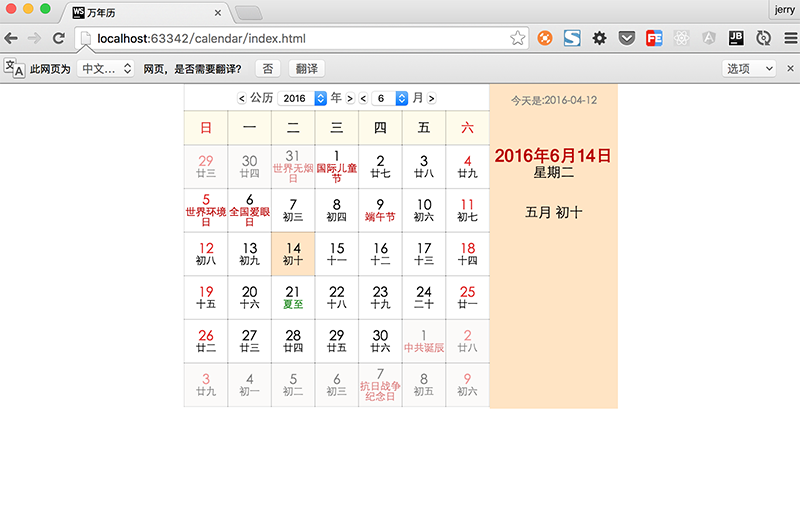 万年历
jerry
localhost:63342/calendar/index.html
此网页为 中文... 网页，是否需要翻译? 否 翻译 选项
< 公历 2016 年 > < 6 月 >
今天是:2016-04-12
日 一 二 三 四 五 六
29 30 31 1 2 3 4
廿三 廿四 世界无烟日 国际儿童节 廿七 廿八 廿九
5 6 7 8 9 10 11
世界环境日 全国爱眼日 初三 初四 端午节 初六 初七
12 13 14 15 16 17 18
初八 初九 初十 十一 十二 十三 十四
19 20 21 22 23 24 25
十五 十六 夏至 十八 十九 二十 廿一
26 27 28 29 30 1 2
廿二 廿三 廿四 廿五 廿六 中共诞辰 廿八
3 4 5 6 7 8 9
廿九 初一 初二 初三 抗日战争纪念日 初五 初六
2016年6月14日
星期二
五月 初十